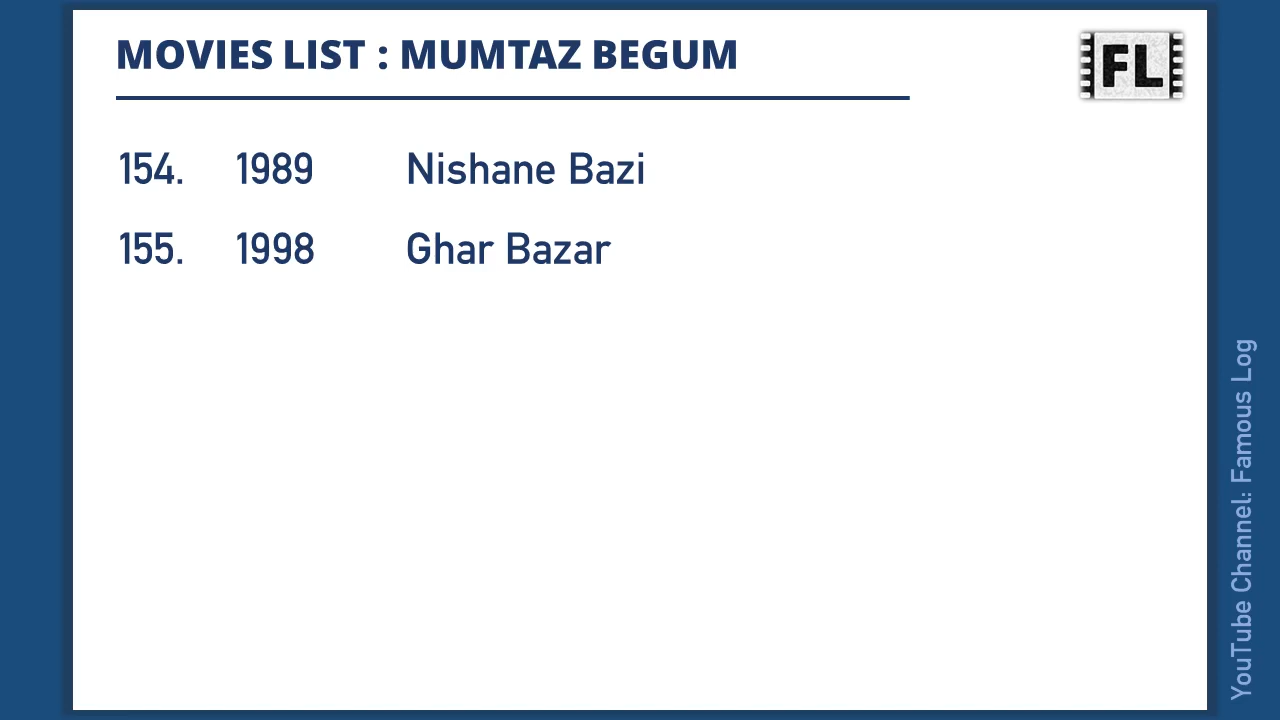 MOVIES LIST : MUMTAZ BEGUM
FL
154. 1989 Nishane Bazi
155. 1998 Ghar Bazar
YouTube Channel: Famous Log